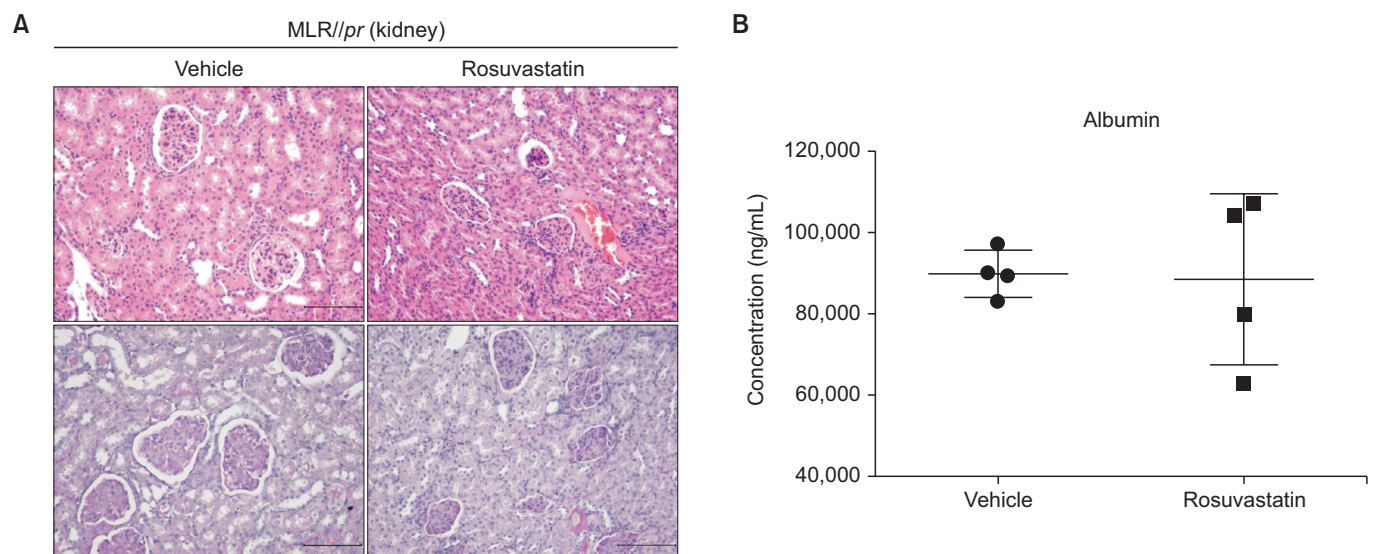 A
MLR//pr (kidney)
Vehicle
Rosuvastatin
B
Albumin
Concentration (ng/mL)
120,000
100,000
80,000
60,000
40,000
Vehicle
Rosuvastatin